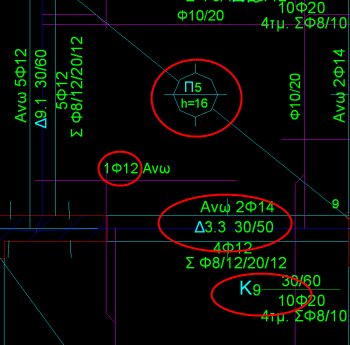 10Φ20
Φ10/20
4τμ. ΣΦ8/10
Ανω 5Φ12
Δ9.1 30/60
5Φ12
Σ Φ8/12/20/12
Π5
h=16
Φ10/20
Ανω 2Φ14
1Φ12 Ανω
Ανω 2Φ14
9
Δ3.3 30/50
4Φ12
Σ Φ8/12/20/12
Κ9
30/60
10Φ20
4τμ. ΣΦ8/10